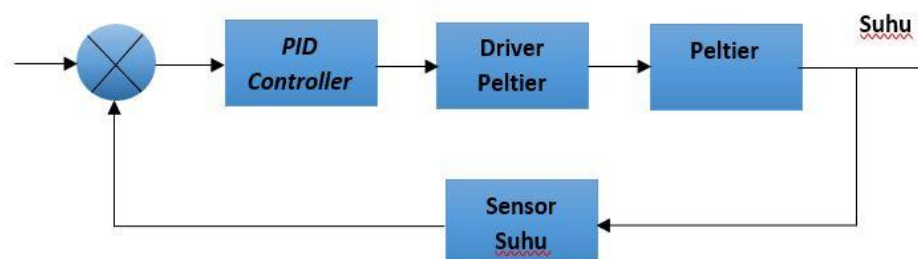 Suhu
PID
Controller
Driver
Peltier
Peltier
Sensor
Suhu